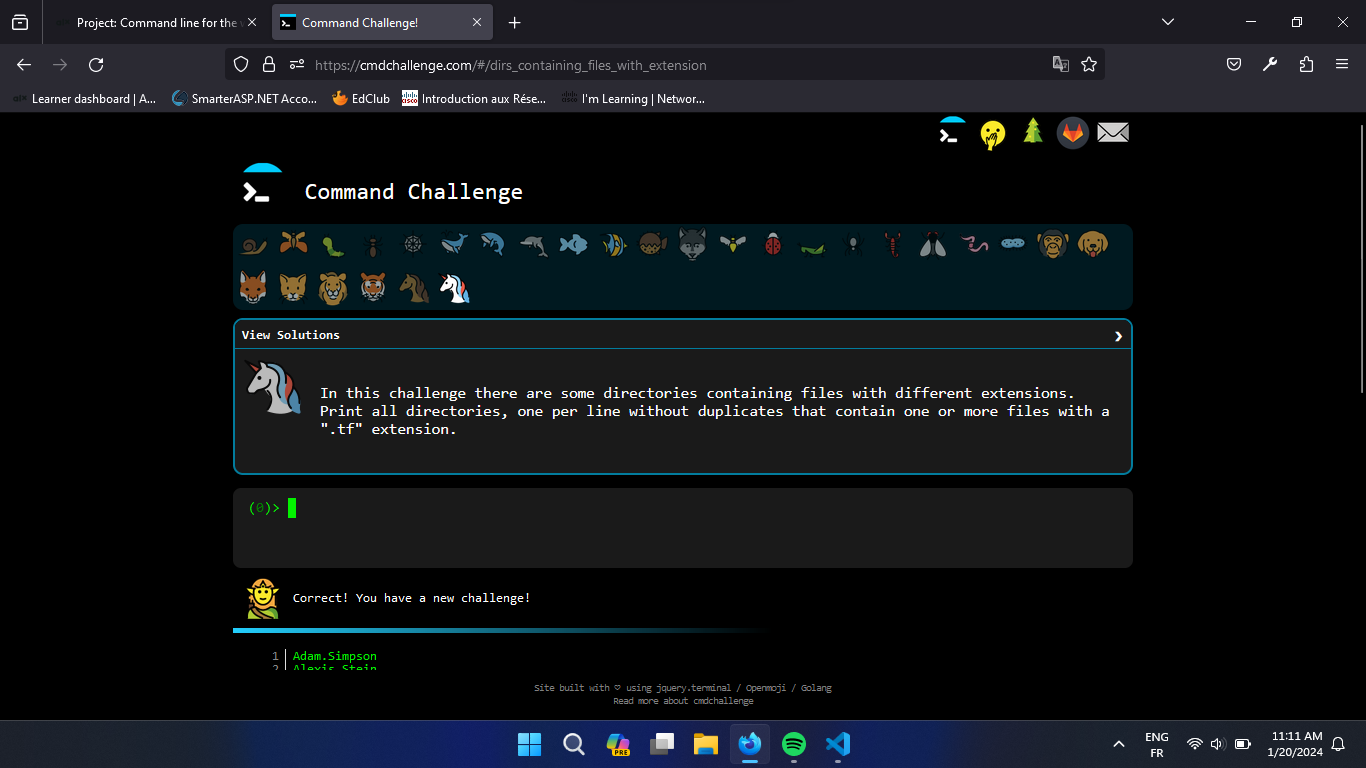 Project: Command line for the w
Command Challenge!
https://cmdchallenge.com/#/dirs_containing_files_with_extension
Learner dashboard | A...
SmarterASP.NET Acco...
EdClub
Introduction aux Rése...
I'm Learning | Networ...
Command Challenge
View Solutions
In this challenge there are some directories containing files with different extensions.
Print all directories, one per line without duplicates that contain one or more files with a
".tf" extension.
(0)>
Correct! You have a new challenge!
1 Adam.Simpson
2 Alexis.Stein
Site built with ♡ using jquery.terminal / Openmoji / Golang
Read more about cmdchallenge
PRE
ENG
FR
11:11 AM
1/20/2024